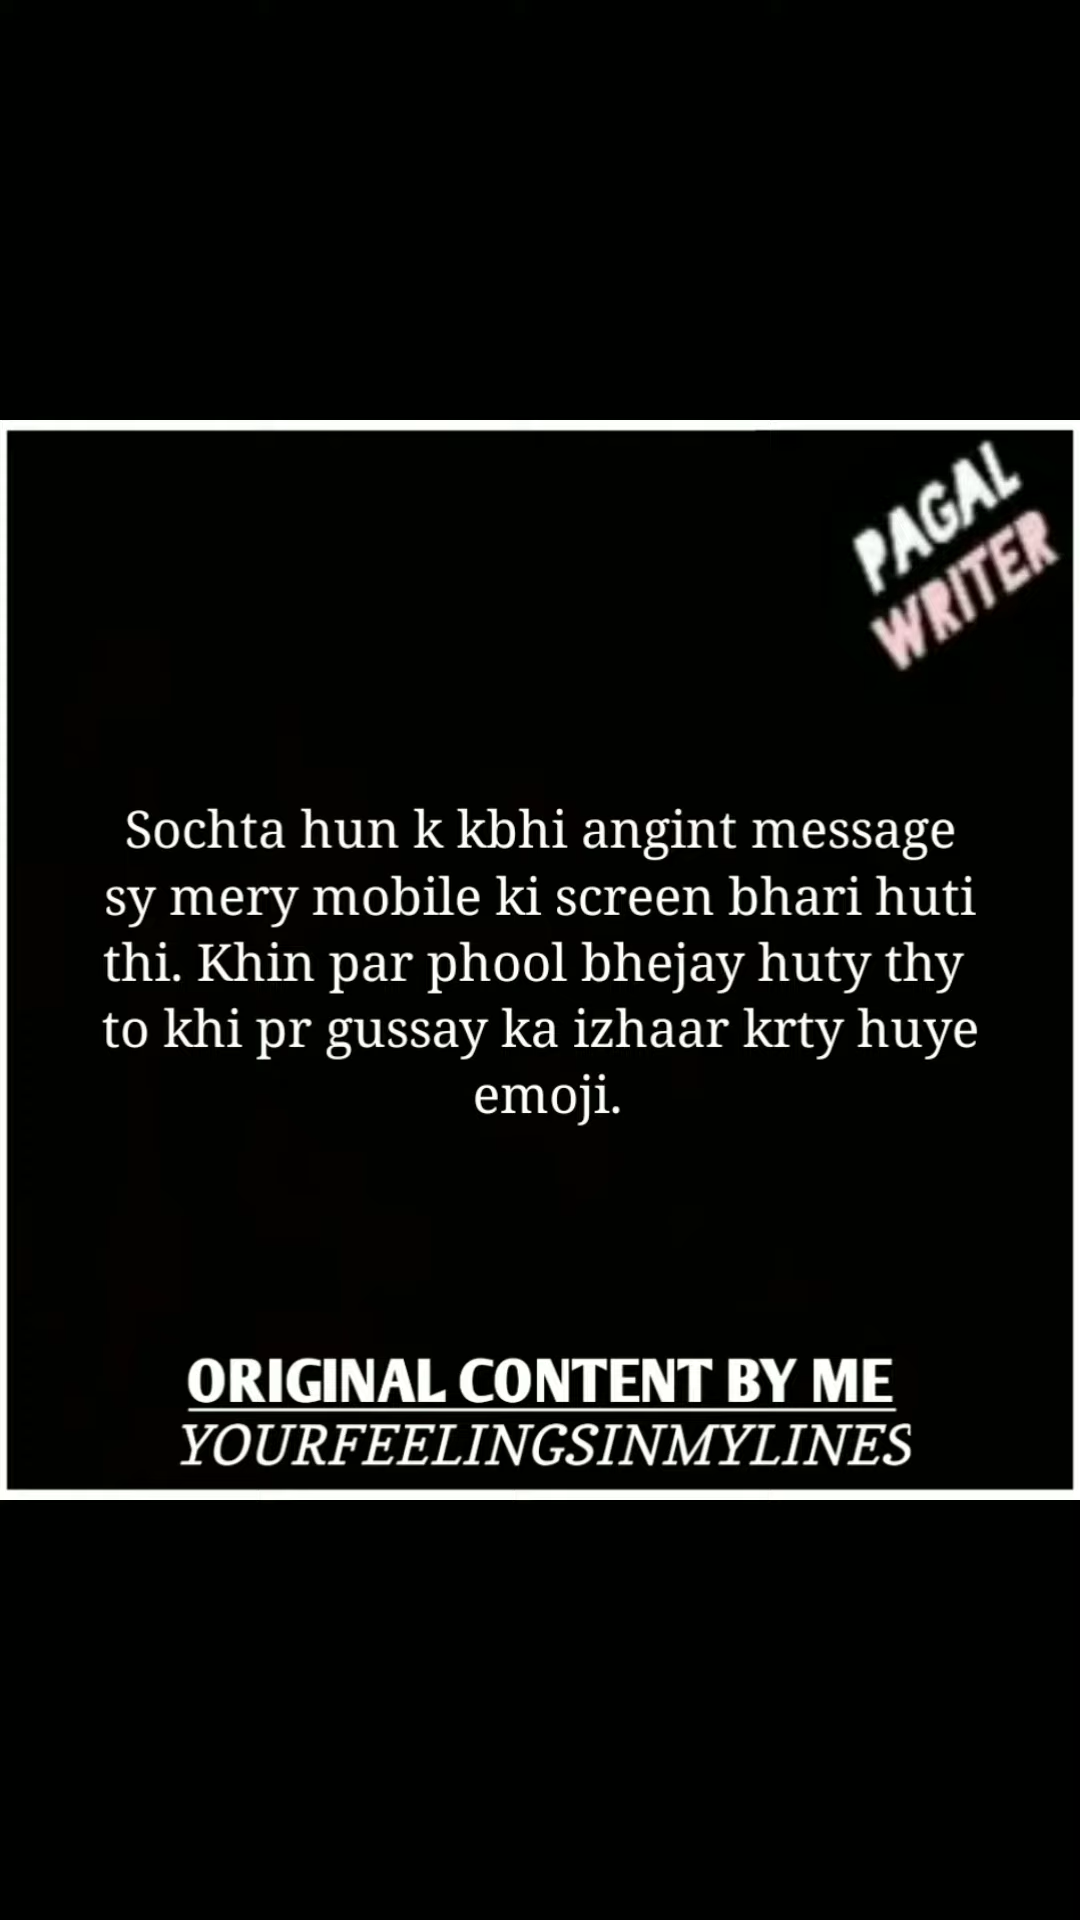 PAGAL
WRITER
Sochta hun k kbhi angint message
sy mery mobile ki screen bhari huti
thi. Khin par phool bhejay huty thy
to khi pr gussay ka izhaar krty huye
emoji.
ORIGINAL CONTENT BY ME
YOURFEELINGSINMYLINES